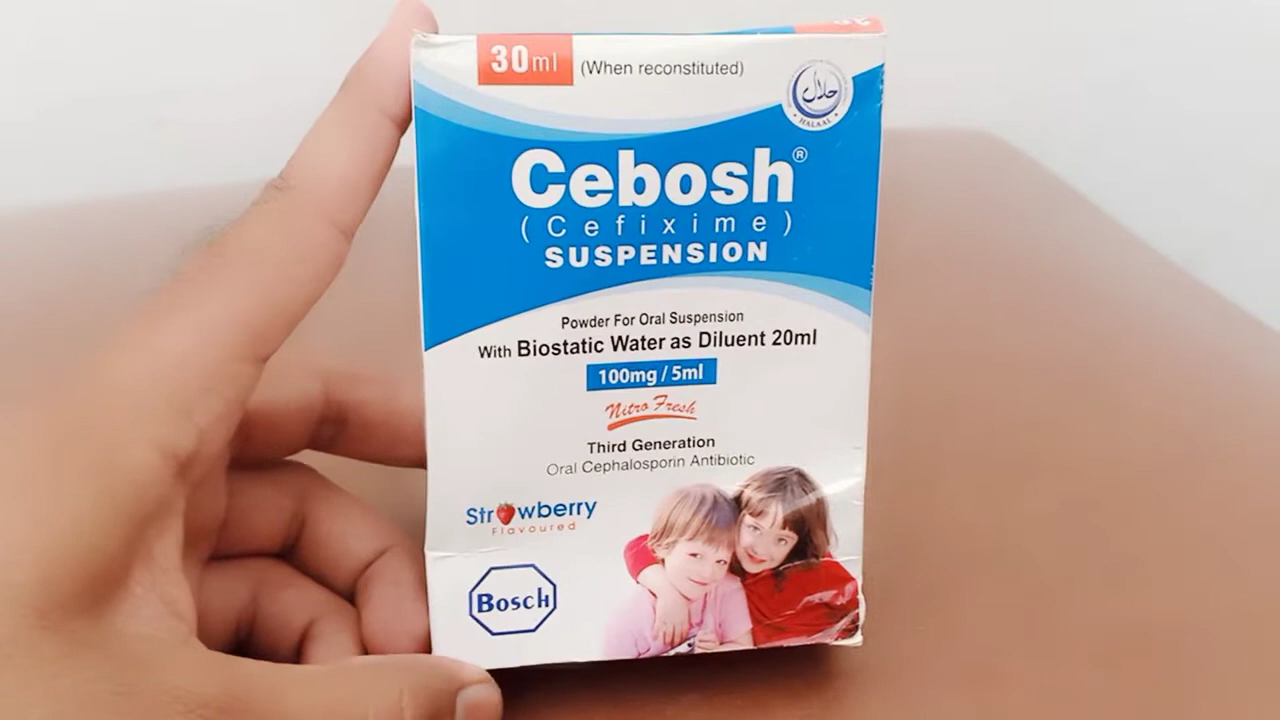 30ml (When reconstituted)
حلال
HALAAL
Cebosh®
(Cefixime)
SUSPENSION
Powder For Oral Suspension
With Biostatic Water as Diluent 20ml
100mg / 5ml
Nitro Fresh
Third Generation
Oral Cephalosporin Antibiotic
Strawberry
Flavoured
Bosch